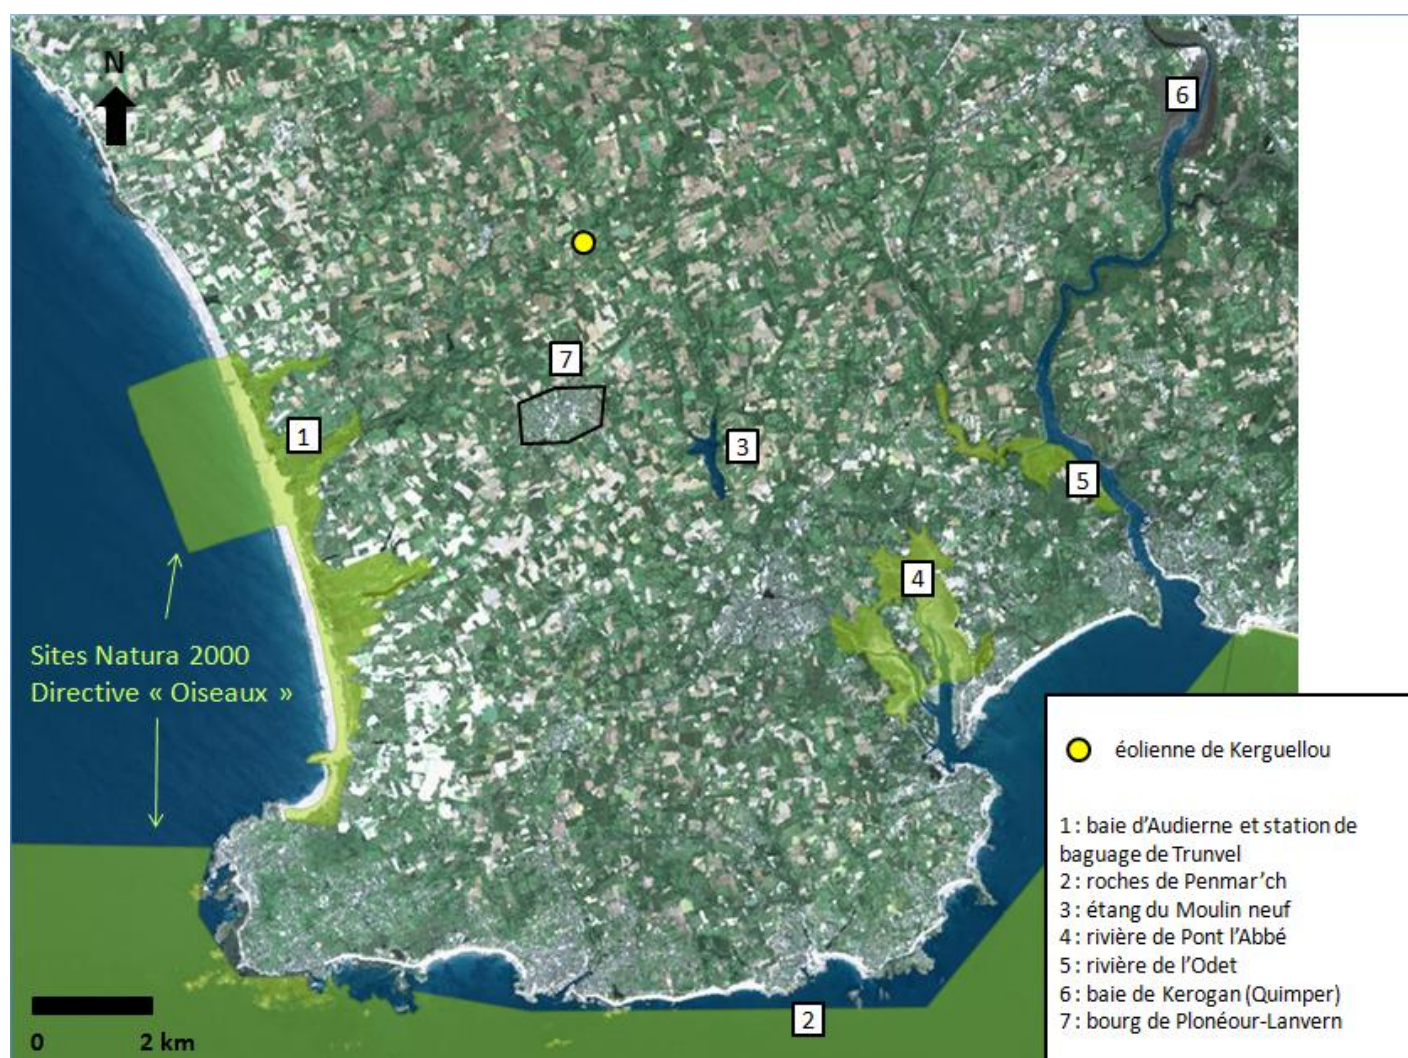 N
6
7
1
3
5
4
Sites Natura 2000
Directive « Oiseaux »
éolienne de Kerguellou
1 : baie d'Audierne et station de
baguage de Trunvel
2 : roches de Penmar'ch
3 : étang du Moulin neuf
4 : rivière de Pont l'Abbé
5 : rivière de l'Odet
6 : baie de Kerogan (Quimper)
7 : bourg de Plonéour-Lanvern
2
0 2 km